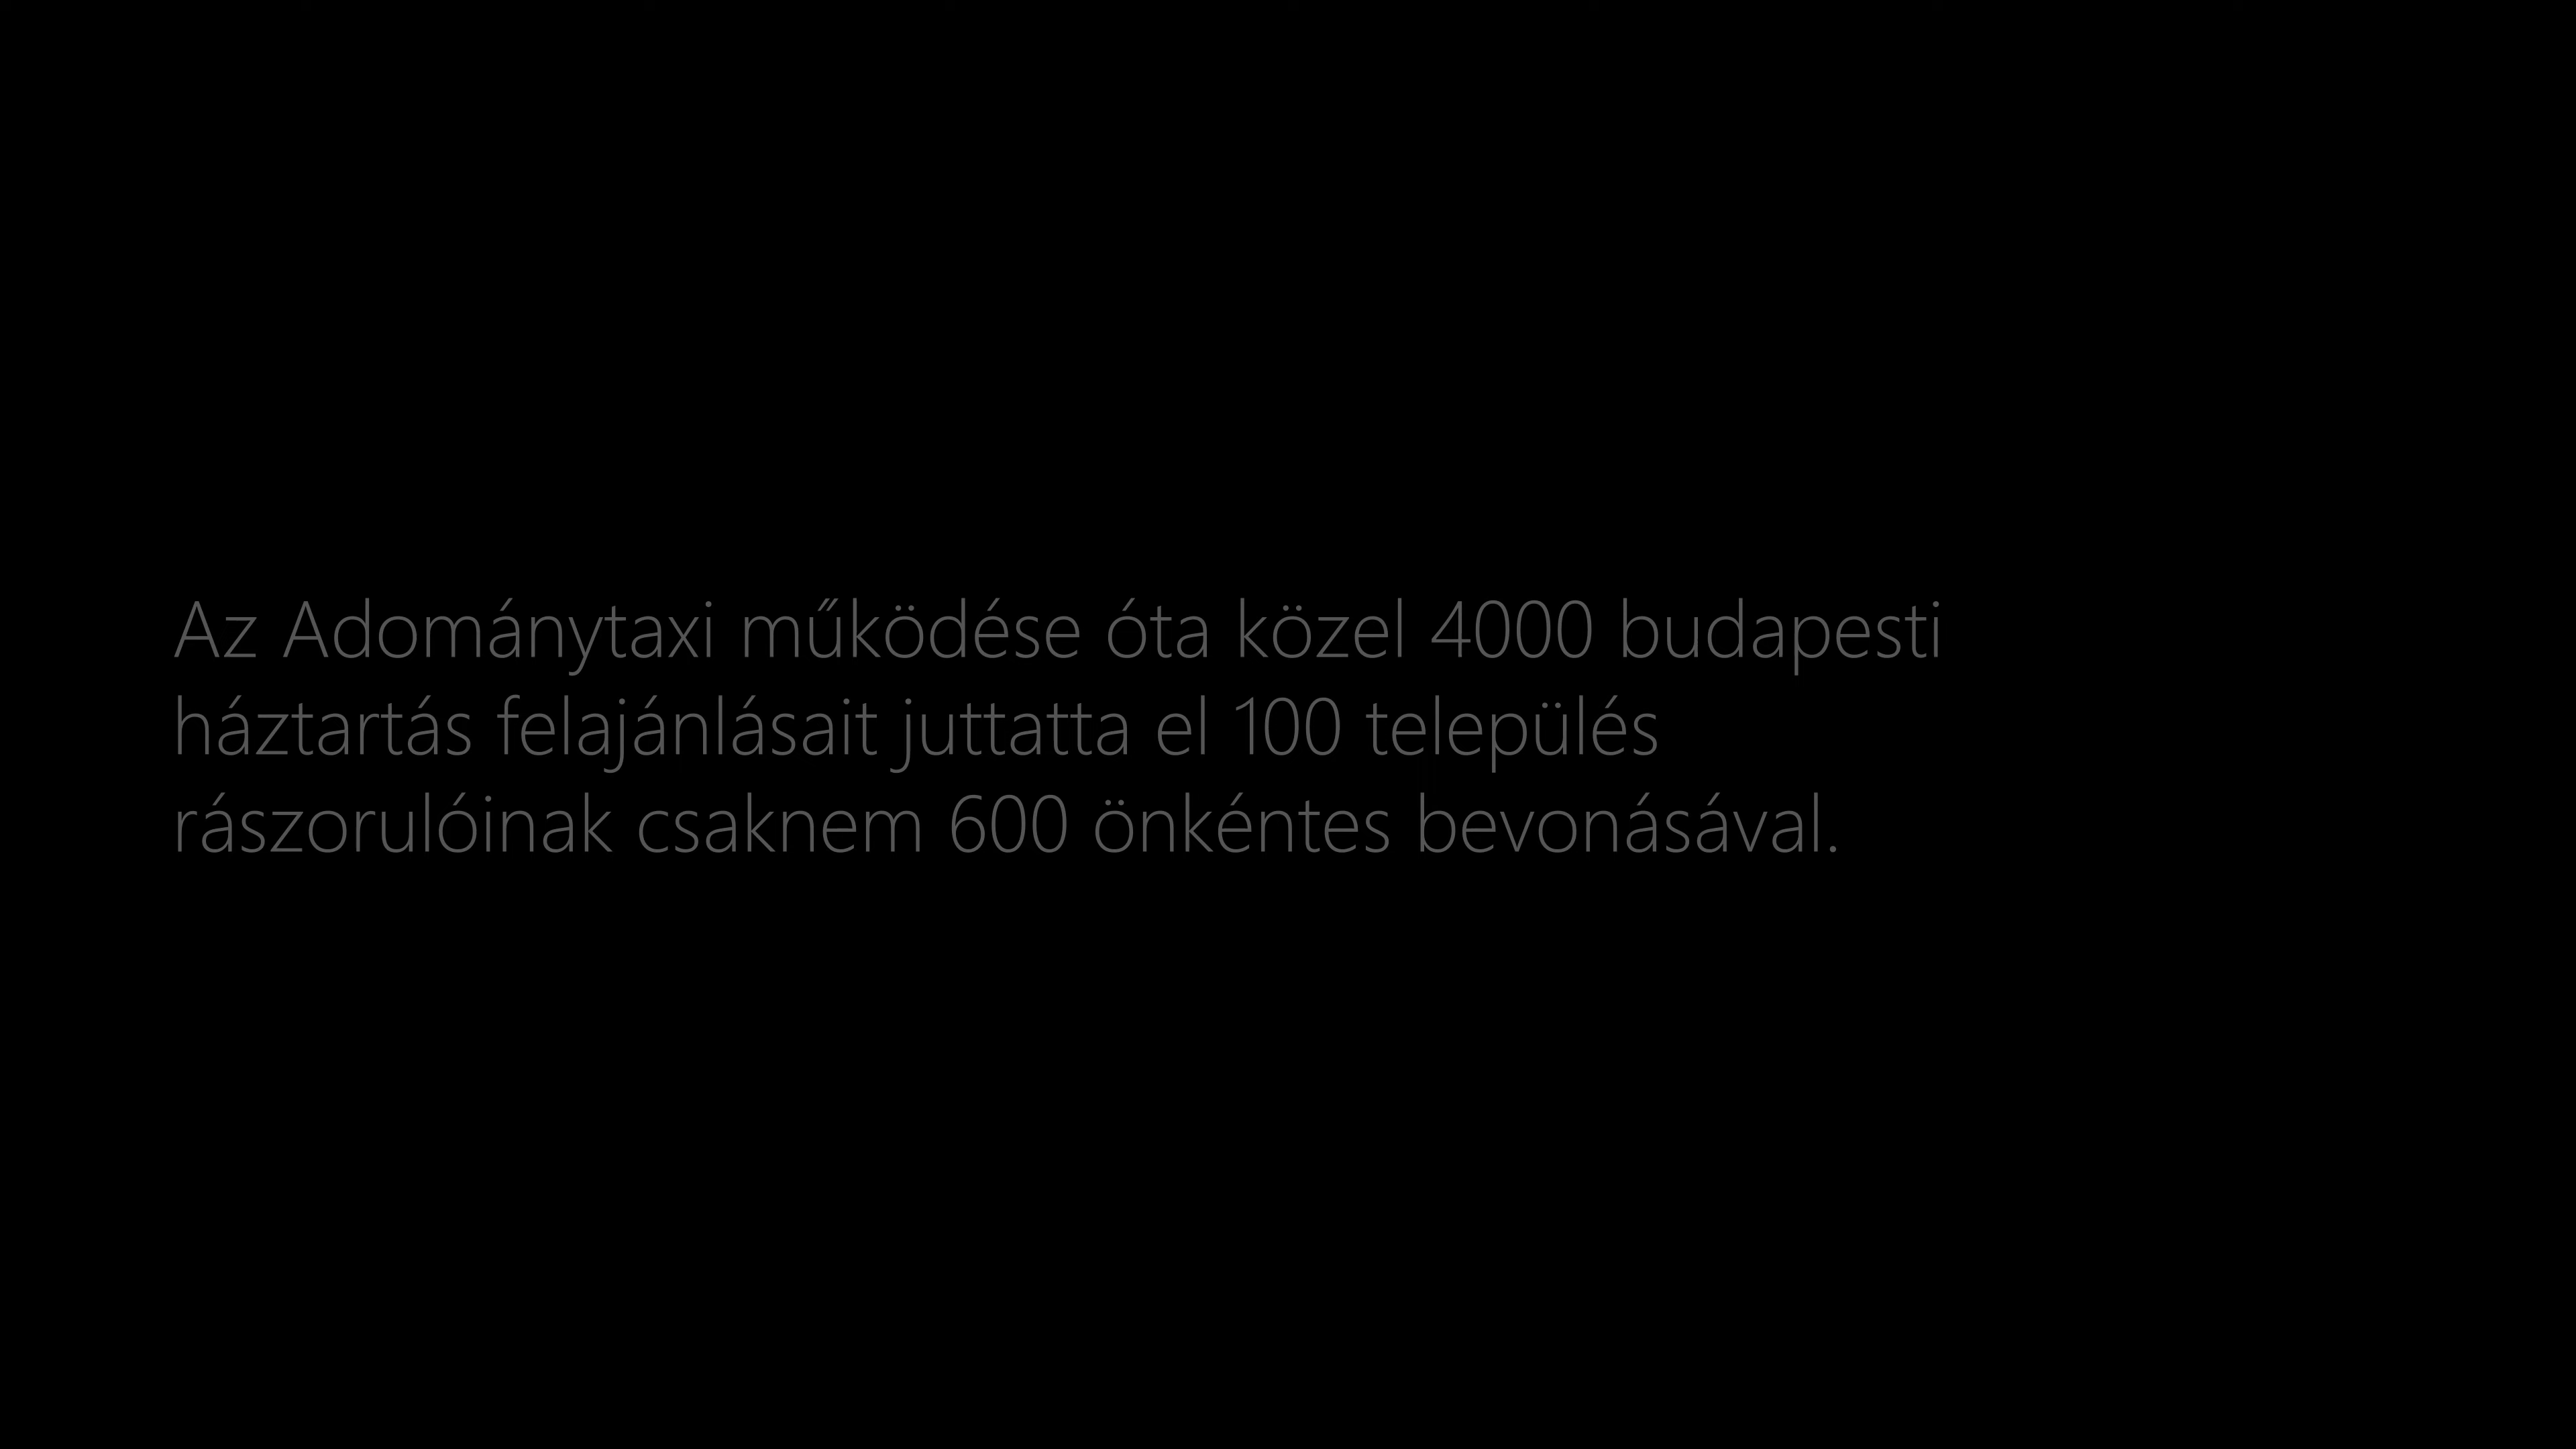 Az Adománytaxi működése óta közel 4000 budapesti
háztartás felajánlásait juttatta el 100 település
rászorulóinak csaknem 600 önkéntes bevonásával.